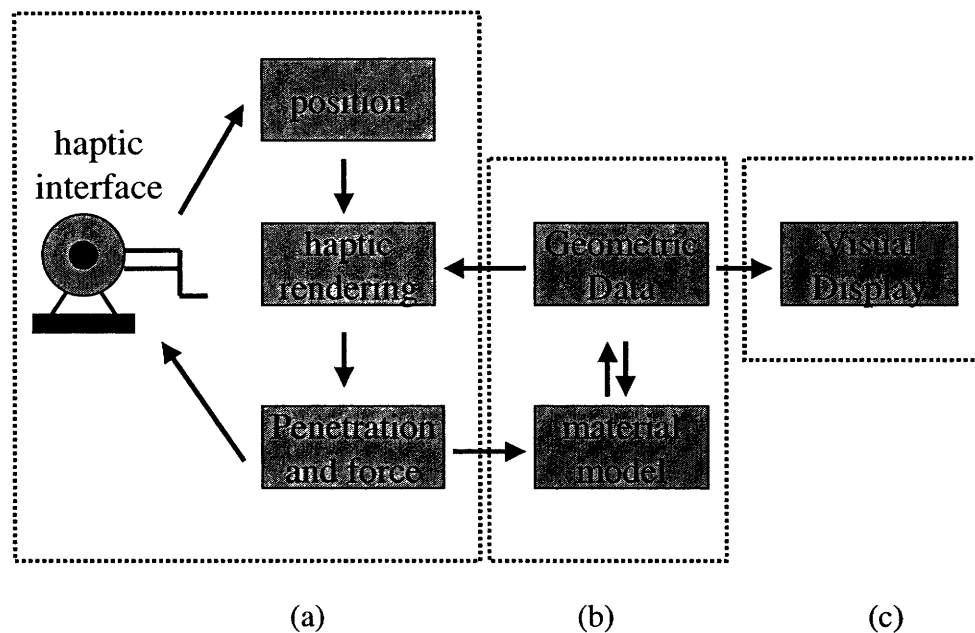 position
haptic
interface
haptic
rendering
Geometric
Data
Visual
Display
Penetration
and force
material
model
(a)
(b)
(c)